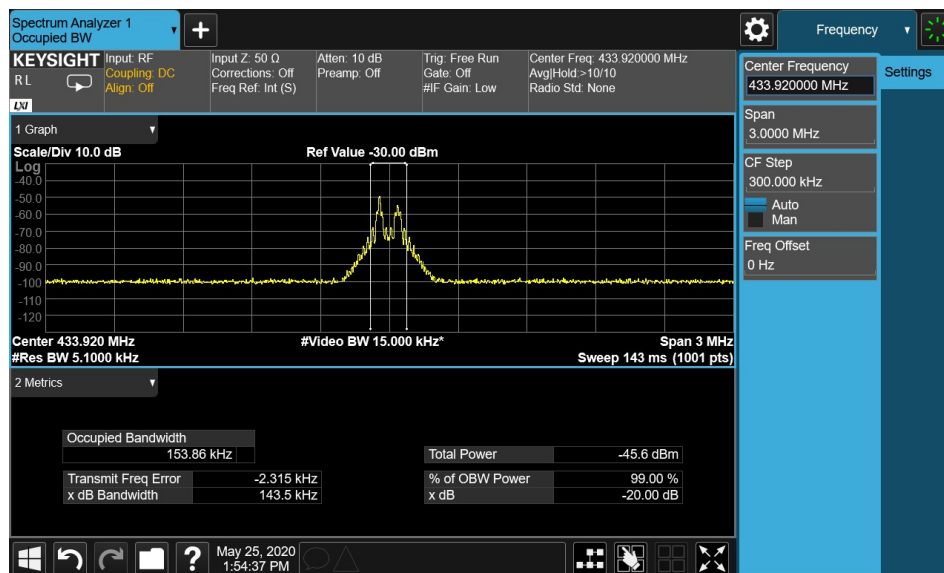 Spectrum Analyzer 1
Occupied BW
+
Frequency
KEYSIGHT
RL
LXI
Input: RF
Coupling: DC
Align: Off
Input Z: 50 Ω
Corrections: Off
Freq Ref: Int (S)
Atten: 10 dB
Preamp: Off
Trig: Free Run
Gate: Off
#IF Gain: Low
Center Freq: 433.920000 MHz
Avg|Hold:>10/10
Radio Std: None
Center Frequency
433.920000 MHz
Settings
Span
3.0000 MHz
CF Step
300.000 kHz
Auto
Man
Freq Offset
0 Hz
1 Graph
Scale/Div 10.0 dB
Ref Value -30.00 dBm
Log
-40.0
-50.0
-60.0
-70.0
-80.0
-90.0
-100
-110
-120
Center 433.920 MHz
#Video BW 15.000 kHz*
Span 3 MHz
#Res BW 5.1000 kHz
Sweep 143 ms (1001 pts)
2 Metrics
Occupied Bandwidth
153.86 kHz
Total Power -45.6 dBm
Transmit Freq Error -2.315 kHz
% of OBW Power 99.00 %
x dB Bandwidth 143.5 kHz
x dB -20.00 dB
?
May 25, 2020
1:54:37 PM